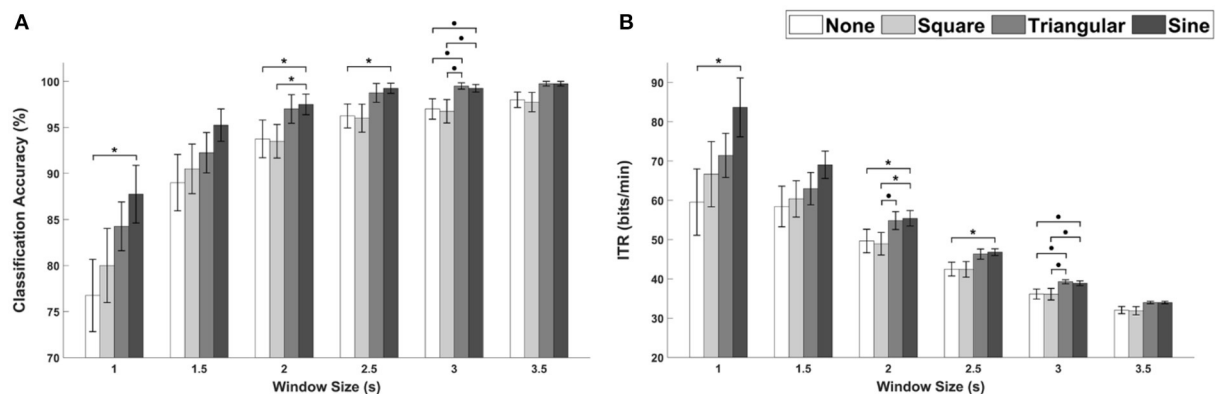 A
B
None Square Triangular Sine
Classification Accuracy (%)
100
95
90
85
80
75
70
* * * * • • • •
1 1.5 2 2.5 3 3.5
Window Size (s)
ITR (bits/min)
90
80
70
60
50
40
30
20
* * * • * • • • •
1 1.5 2 2.5 3 3.5
Window Size (s)